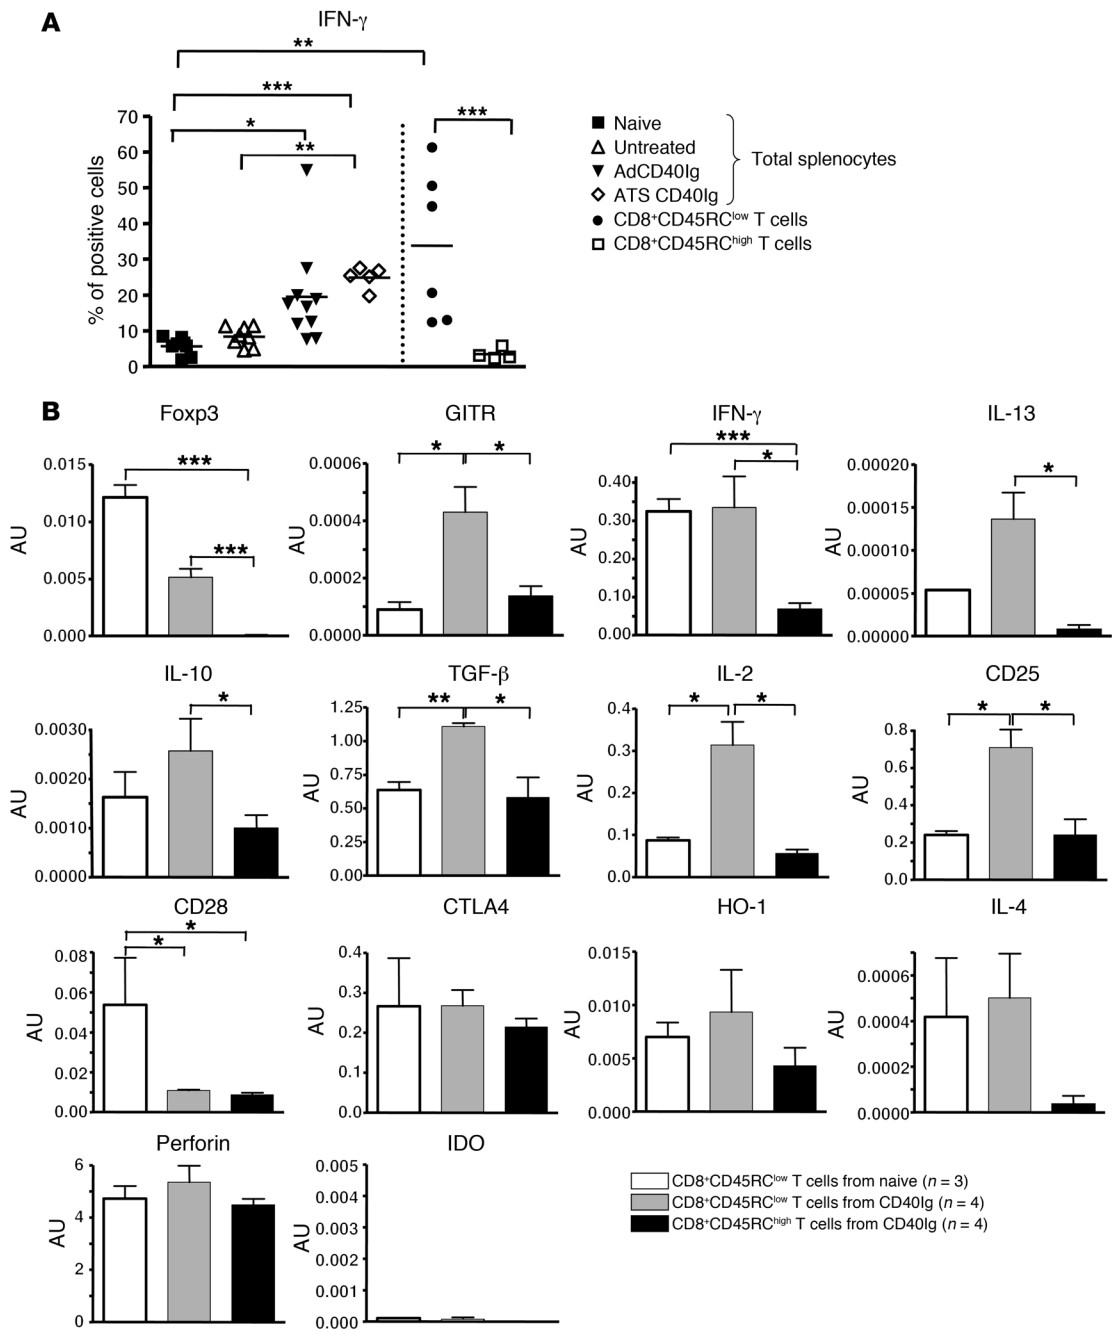 A
IFN-γ
**
***
*
**
***
% of positive cells
70
60
50
40
30
20
10
0
Naive
Untreated
AdCD40Ig
ATS CD40Ig
Total splenocytes
CD8+CD45RClow T cells
CD8+CD45RChigh T cells
B
Foxp3
GITR
IFN-γ
IL-13
AU
0.015
0.010
0.005
0.000
***
***
AU
0.0006
0.0004
0.0002
0.0000
*
*
AU
0.40
0.30
0.20
0.10
0.00
***
*
AU
0.00020
0.00015
0.00010
0.00005
0.00000
*
IL-10
TGF-β
IL-2
CD25
AU
0.0030
0.0020
0.0010
0.0000
*
AU
1.25
1.00
0.75
0.50
0.25
0.00
**
*
AU
0.4
0.3
0.2
0.1
0.0
*
*
AU
0.8
0.6
0.4
0.2
0.0
*
*
CD28
CTLA4
HO-1
IL-4
AU
0.08
0.06
0.04
0.02
0.00
*
*
AU
0.4
0.3
0.2
0.1
0.0
AU
0.015
0.010
0.005
0.000
AU
0.0006
0.0004
0.0002
0.0000
Perforin
IDO
AU
6
4
2
0
AU
0.005
0.004
0.003
0.002
0.001
0.000
CD8+CD45RClow T cells from naive (n = 3)
CD8+CD45RClow T cells from CD40Ig (n = 4)
CD8+CD45RChigh T cells from CD40Ig (n = 4)